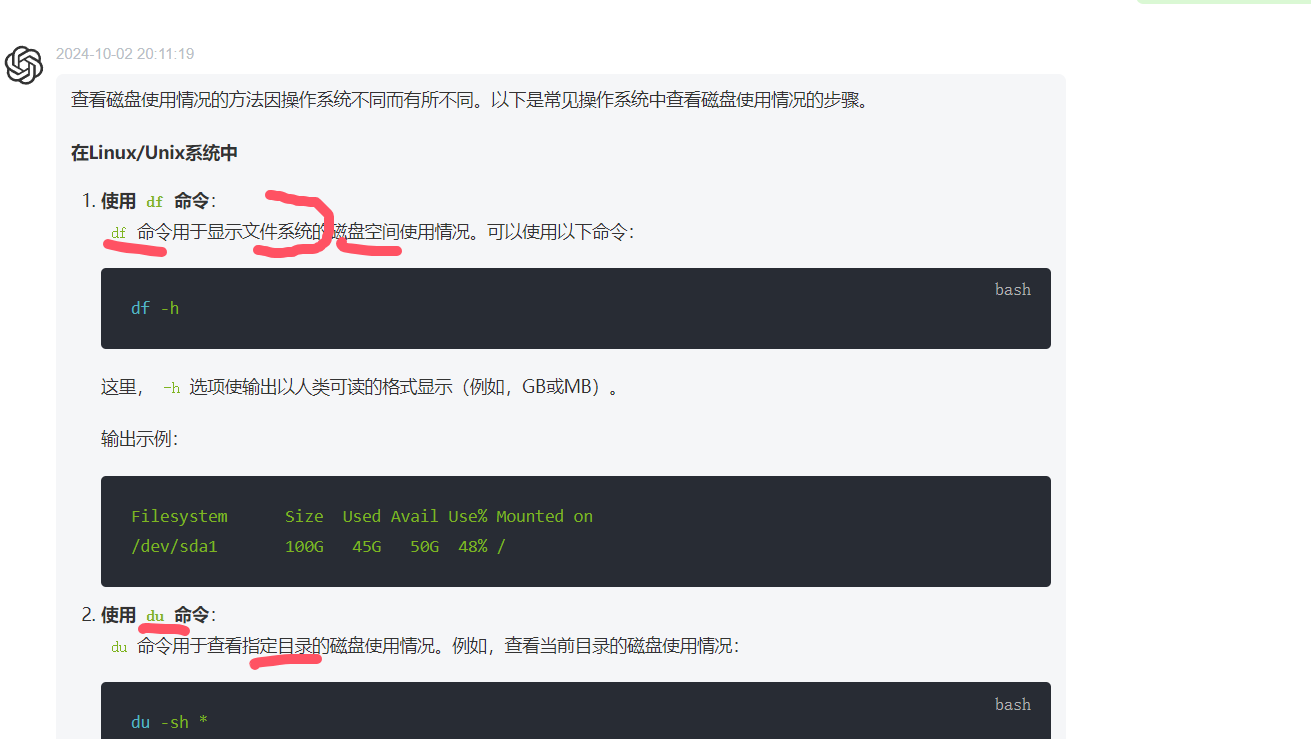 2024-10-02 20:11:19
查看磁盘使用情况的方法因操作系统不同而有所不同。以下是常见操作系统中查看磁盘使用情况的步骤。
在Linux/Unix系统中
1. 使用 df 命令：
df 命令用于显示文件系统的磁盘空间使用情况。可以使用以下命令：
bash
df -h
这里， -h 选项使输出以人类可读的格式显示（例如，GB或MB）。
输出示例：
Filesystem      Size  Used Avail Use% Mounted on
/dev/sda1       100G   45G   50G  48% /
2. 使用 du 命令：
du 命令用于查看指定目录的磁盘使用情况。例如，查看当前目录的磁盘使用情况：
bash
du -sh *